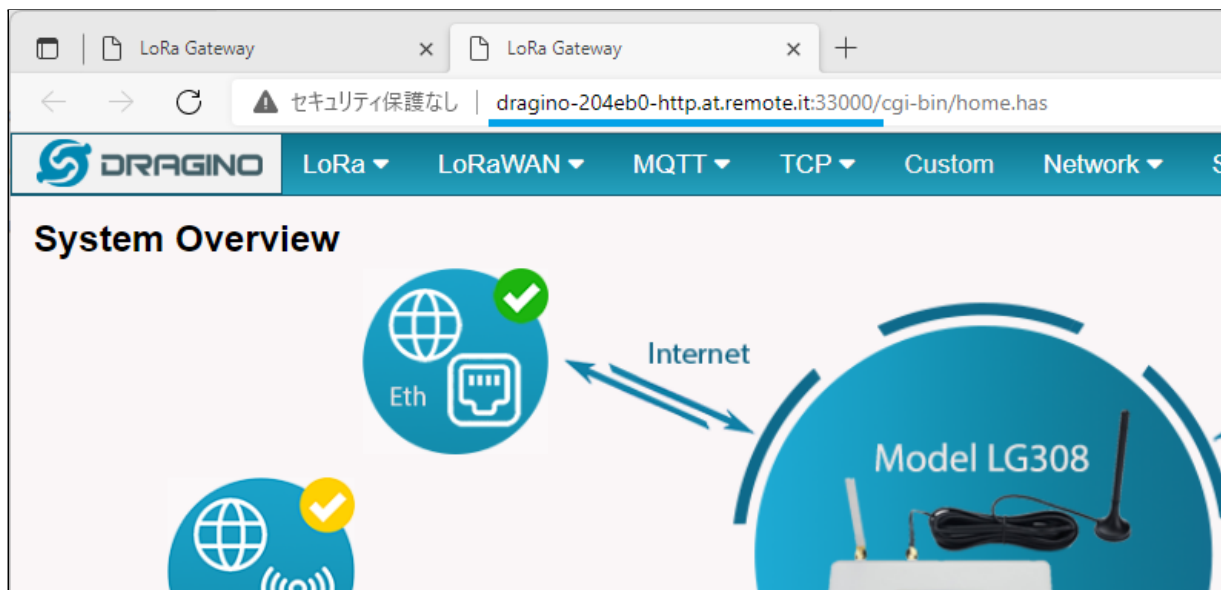 LoRa Gateway LoRa Gateway
セキュリティ保護なし dragino-204eb0-http.at.remote.it:33000/cgi-bin/home.has
DRAGINO LoRa LoRaWAN MQTT TCP Custom Network S
System Overview
Internet
Eth
Model LG308